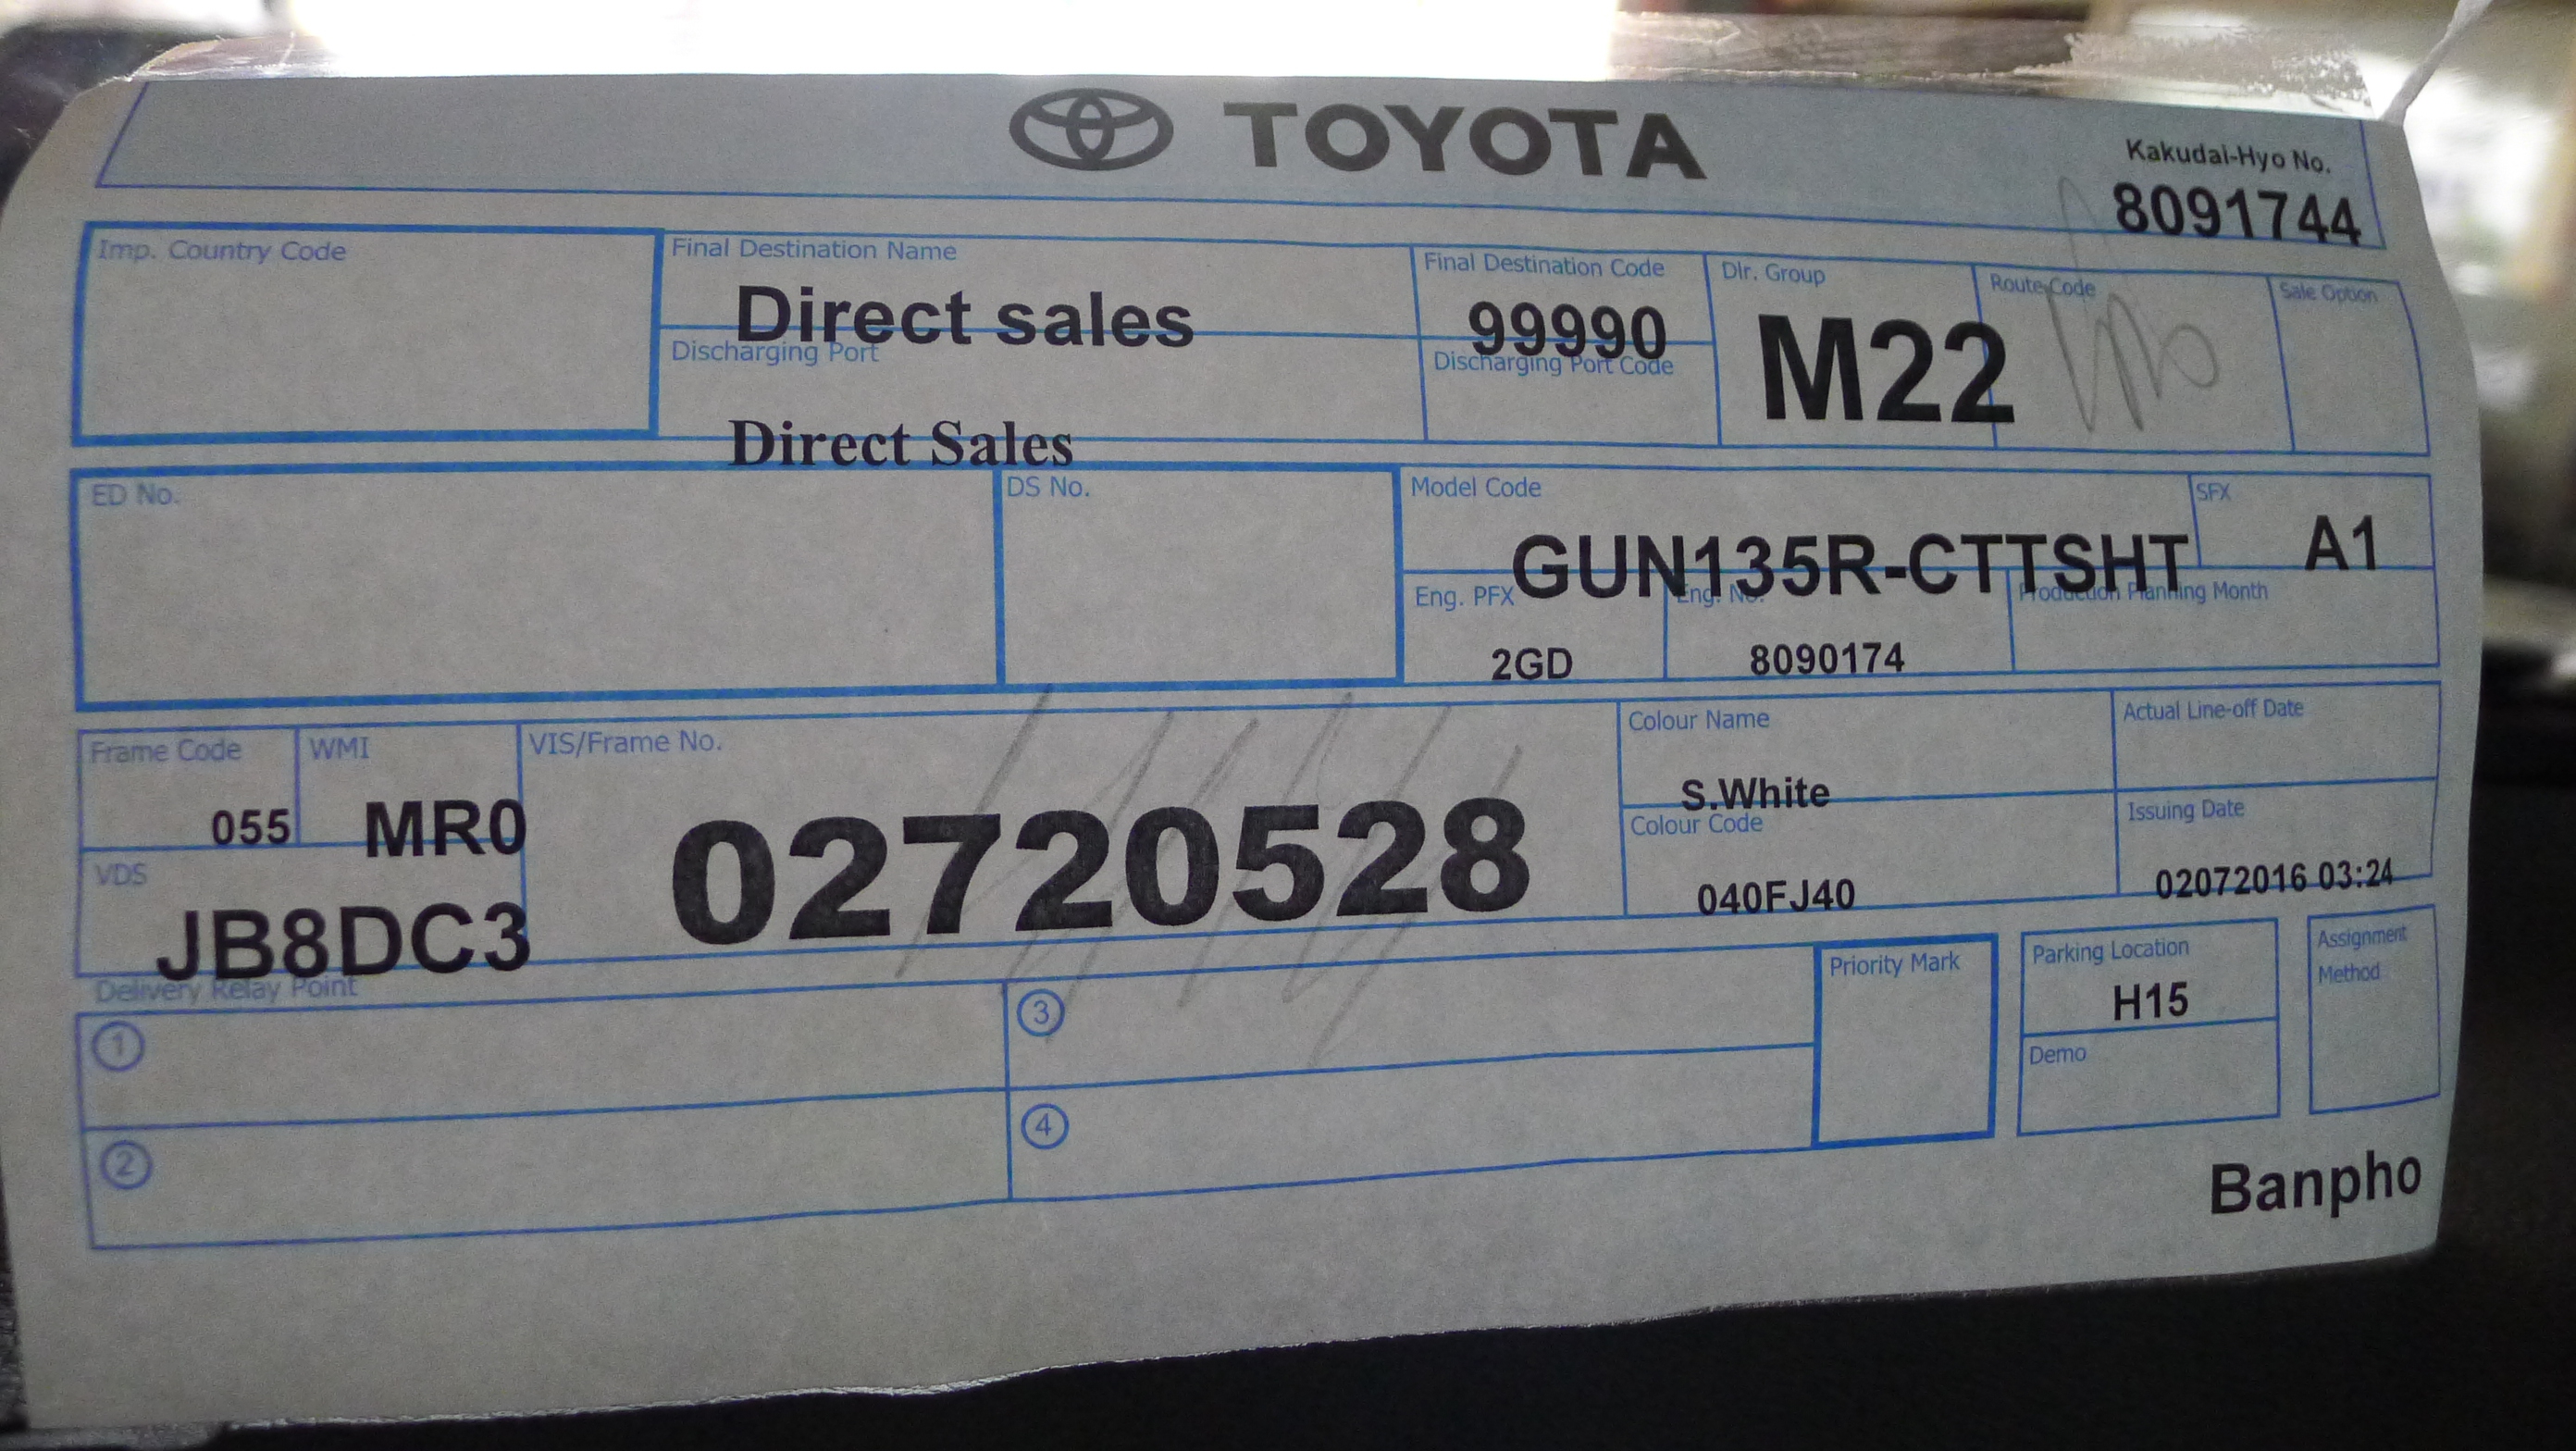 TOYOTA
Kakudai-Hyo No.
8091744
Imp. Country Code
Final Destination Name
Direct sales
Final Destination Code
99990
Dlr. Group
M22
Route Code
Sale Option
Discharging Port
Direct Sales
Discharging Port Code
ED No.
DS No.
Model Code
GUN135R-CTTSHT
SFX
A1
Eng. PFX
2GD
Eng. No.
8090174
Production Planning Month
Frame Code
055
WMI
MR0
VIS/Frame No.
02720528
Colour Name
S.White
Actual Line-off Date
VDS
JB8DC3
Colour Code
040FJ40
Issuing Date
02072016 03:24
Delivery Relay Point
1
2
3
4
Priority Mark
Parking Location
H15
Demo
Assignment
Method
Banpho